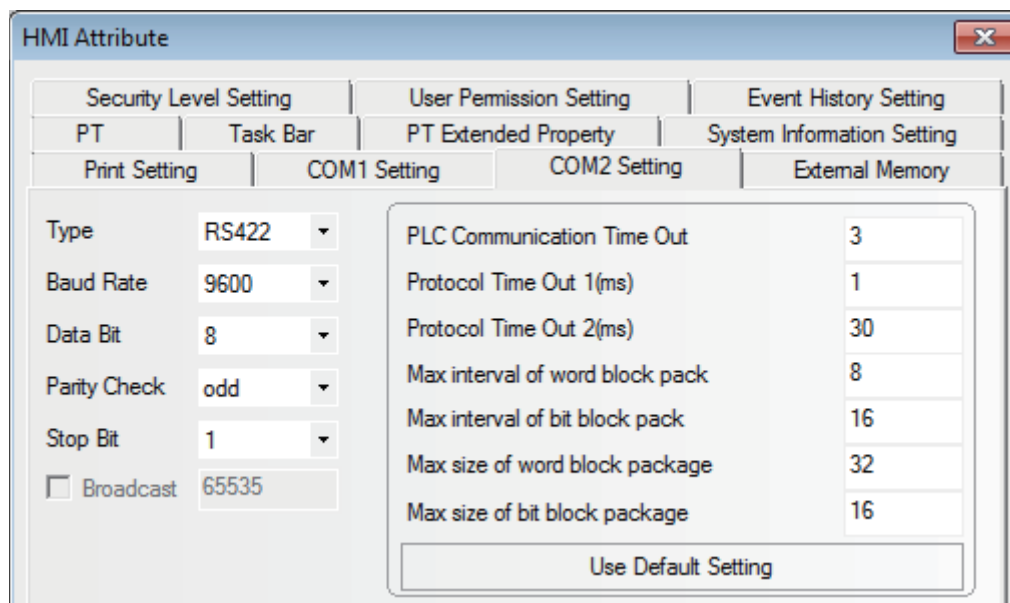 HMI Attribute
Security Level Setting User Permission Setting Event History Setting
PT Task Bar PT Extended Property System Information Setting
Print Setting COM1 Setting COM2 Setting External Memory
Type RS422
Baud Rate 9600
Data Bit 8
Parity Check odd
Stop Bit 1
Broadcast 65535
PLC Communication Time Out 3
Protocol Time Out 1(ms) 1
Protocol Time Out 2(ms) 30
Max interval of word block pack 8
Max interval of bit block pack 16
Max size of word block package 32
Max size of bit block package 16
Use Default Setting